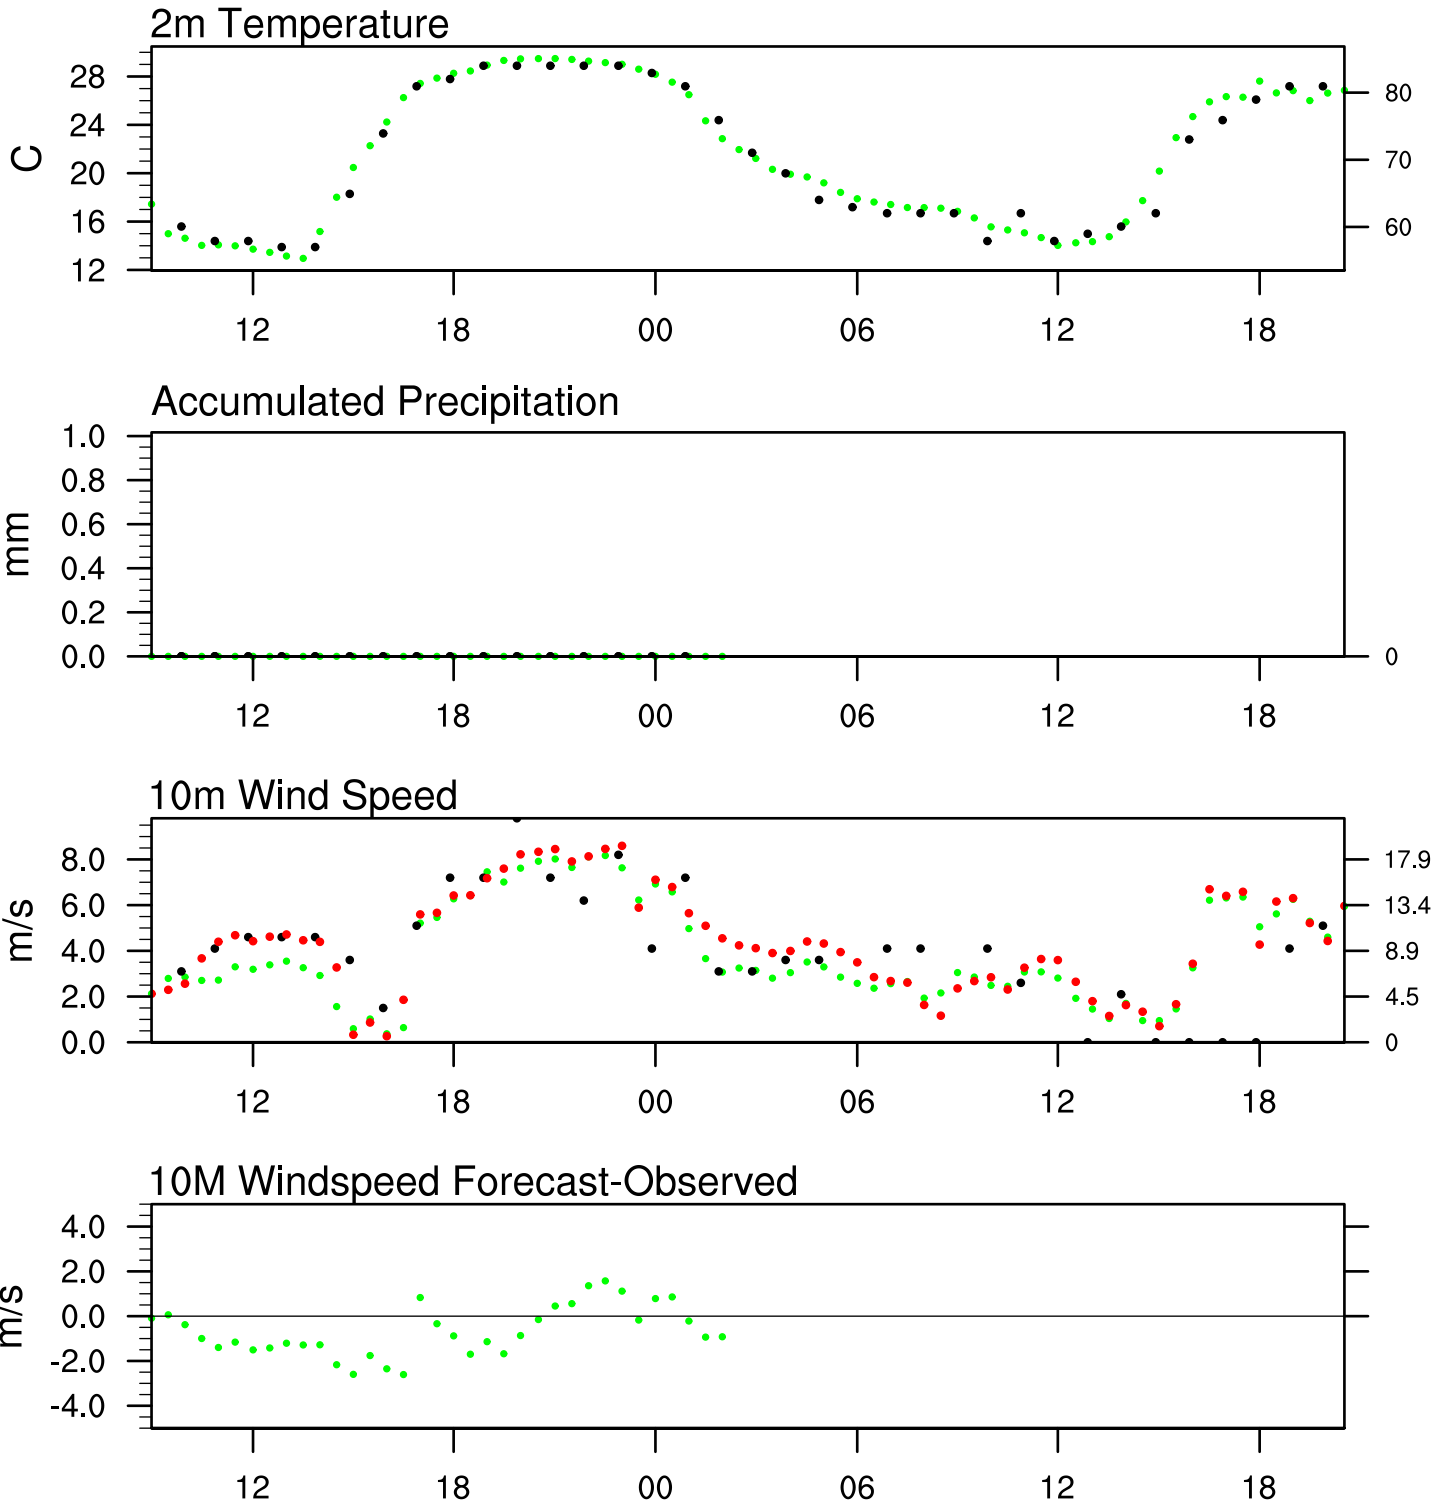 2m Temperature
28
24
20
16
12
C
80
70
60
12 18 00 06 12 18
Accumulated Precipitation
1.0
0.8
0.6
0.4
0.2
0.0
mm
0
12 18 00 06 12 18
10m Wind Speed
8.0
6.0
4.0
2.0
0.0
m/s
17.9
13.4
8.9
4.5
0
12 18 00 06 12 18
10M Windspeed Forecast-Observed
4.0
2.0
0.0
-2.0
-4.0
m/s
12 18 00 06 12 18